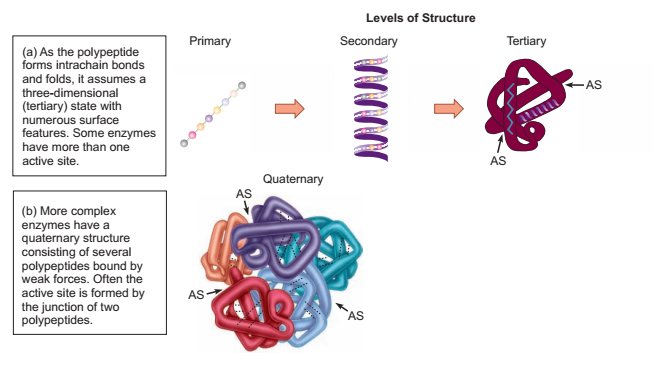 Levels of Structure
Primary
Secondary
Tertiary
(a) As the polypeptide
forms intrachain bonds
and folds, it assumes a
three-dimensional
(tertiary) state with
numerous surface
features. Some enzymes
have more than one
active site.
AS
AS
Quaternary
AS
(b) More complex
enzymes have a
quaternary structure
consisting of several
polypeptides bound by
weak forces. Often the
active site is formed by
the junction of two
polypeptides.
AS
AS